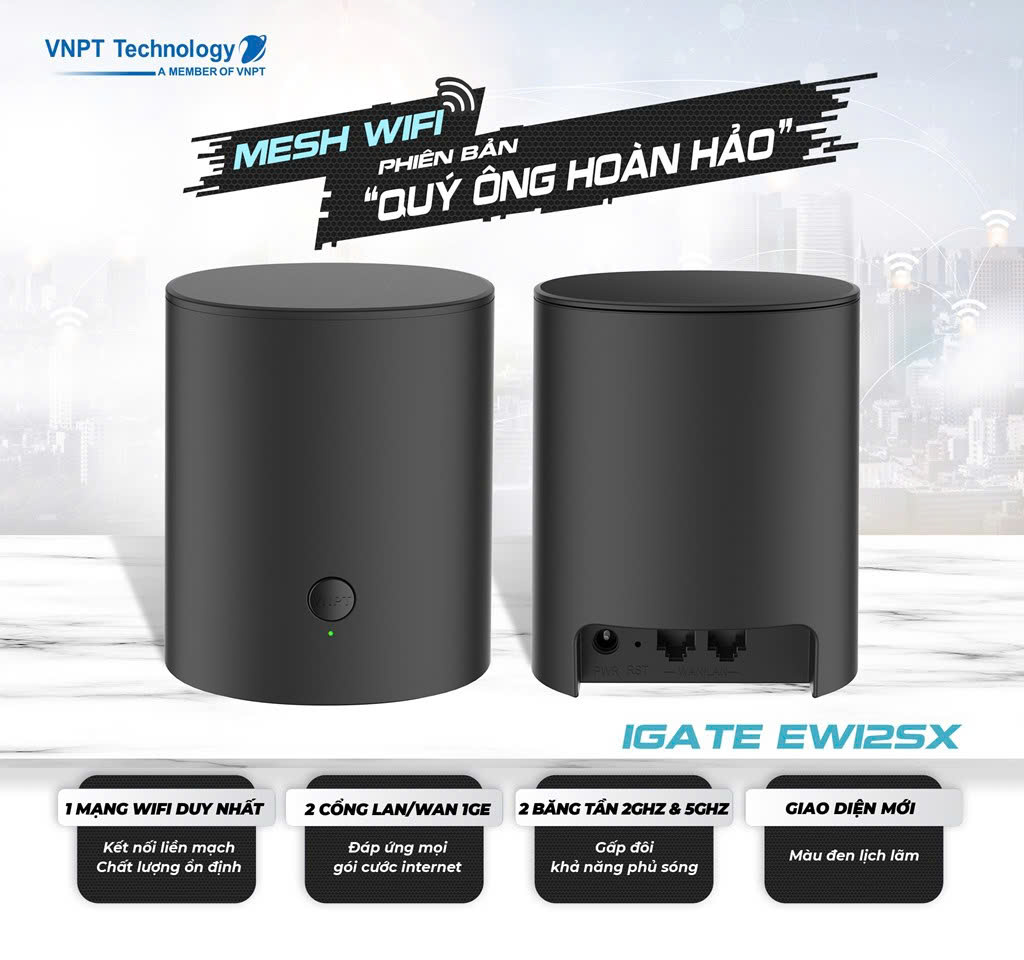 VNPT Technology
A MEMBER OF VNPT
MESH WIFI
PHIÊN BẢN
“QUÝ ÔNG HOÀN HẢO”
VNPT
PWR RST WAN/LAN
IGATE EW12SX
1 MẠNG WIFI DUY NHẤT
Kết nối liền mạch
Chất lượng ổn định
2 CỔNG LAN/WAN 1GE
Đáp ứng mọi
gói cước internet
2 BĂNG TẦN 2GHZ & 5GHZ
Gấp đôi
khả năng phủ sóng
GIAO DIỆN MỚI
Màu đen lịch lãm